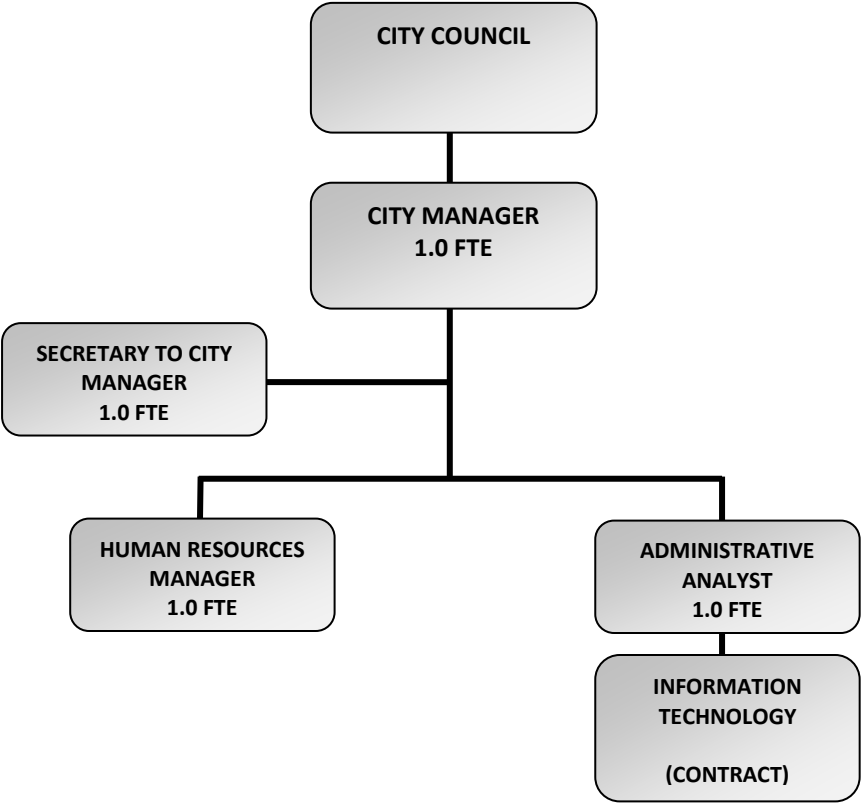 CITY COUNCIL
CITY MANAGER
1.0 FTE
SECRETARY TO CITY
MANAGER
1.0 FTE
HUMAN RESOURCES
MANAGER
1.0 FTE
ADMINISTRATIVE
ANALYST
1.0 FTE
INFORMATION
TECHNOLOGY
(CONTRACT)